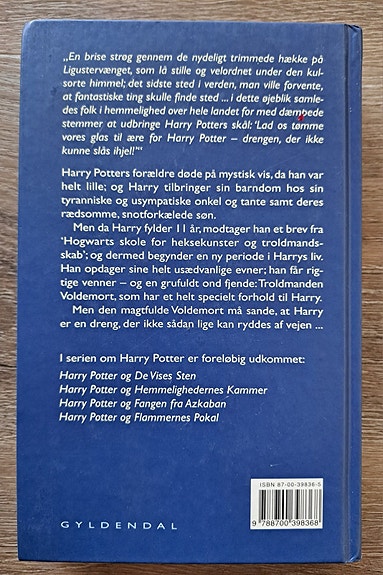 „En brise strøg gennem de nydeligt trimmede hække på
Ligustervænget, som lå stille og velordnet under den kul-
sorte himmel; det sidste sted i verden, man ville forvente,
at fantastiske ting skulle finde sted ... i dette øjeblik samle-
des folk i hemmelighed over hele landet for med dæmpede
stemmer at udbringe Harry Potters skål: 'Lad os tømme
vores glas til ære for Harry Potter – drengen, der ikke
kunne slås ihjel!'“
Harry Potters forældre døde på mystisk vis, da han var
helt lille; og Harry tilbringer sin barndom hos sin
tyranniske og usympatiske onkel og tante samt deres
rædsomme, snotforkælede søn.
Men da Harry fylder 11 år, modtager han et brev fra
'Hogwarts skole for heksekunster og troldmands-
skab'; og dermed begynder en ny periode i Harrys liv.
Han opdager sine helt usædvanlige evner; han får rig-
tige venner – og en grufuldt ond fjende: Troldmanden
Voldemort, som har et helt specielt forhold til Harry.
Men den magtfulde Voldemort må sande, at Harry
er en dreng, der ikke sådan lige kan ryddes af vejen ...
I serien om Harry Potter er foreløbig udkommet:
Harry Potter og De Vises Sten
Harry Potter og Hemmelighedernes Kammer
Harry Potter og Fangen fra Azkaban
Harry Potter og Flammernes Pokal
ISBN 87-00-39836-5
9 788700 398368
GYLDENDAL